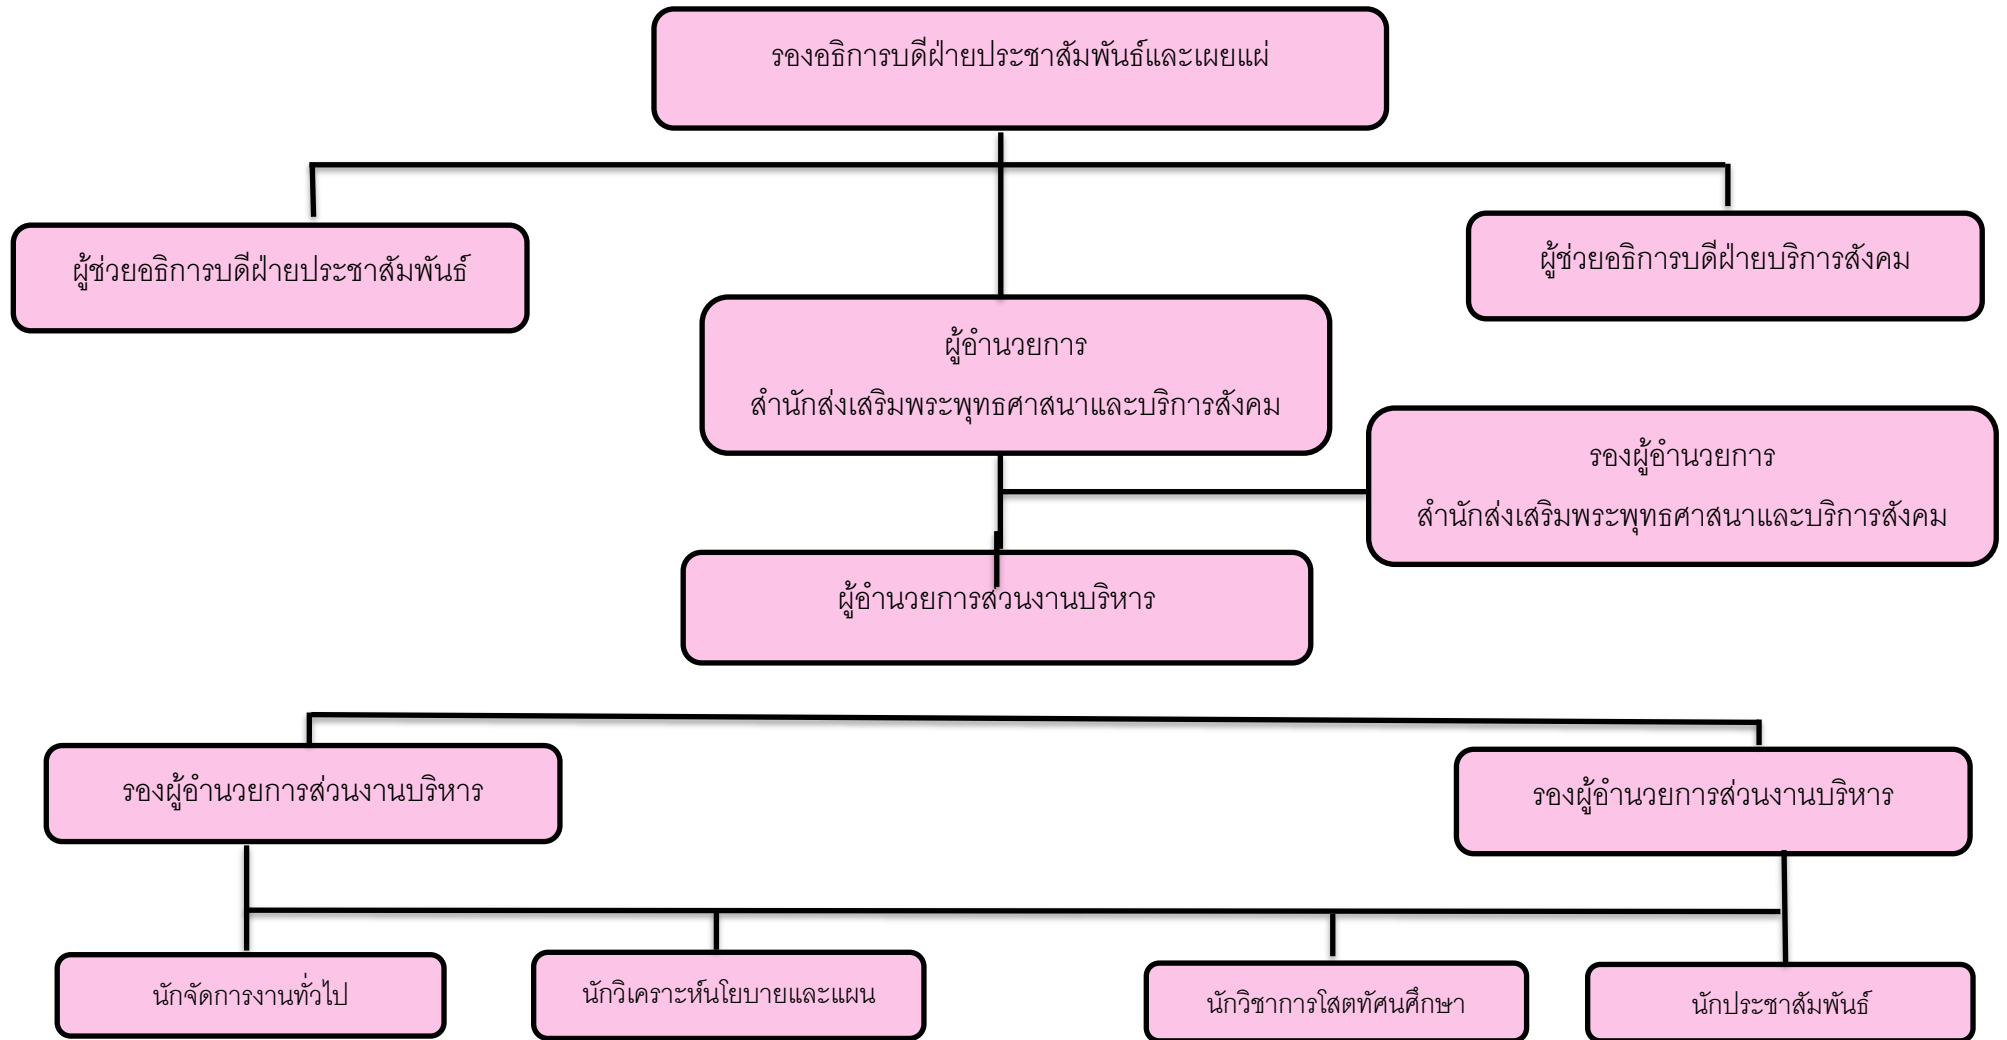 รองอธิการบดีฝ่ายประชาสัมพันธ์และเผยแผ่
ผู้ช่วยอธิการบดีฝ่ายประชาสัมพันธ์
ผู้ช่วยอธิการบดีฝ่ายบริการสังคม
ผู้อำนวยการ
สำนักส่งเสริมพระพุทธศาสนาและบริการสังคม
รองผู้อำนวยการ
สำนักส่งเสริมพระพุทธศาสนาและบริการสังคม
ผู้อำนวยการส่วนงานบริหาร
รองผู้อำนวยการส่วนงานบริหาร
รองผู้อำนวยการส่วนงานบริหาร
นักจัดการงานทั่วไป
นักวิเคราะห์นโยบายและแผน
นักวิชาการโสตทัศนศึกษา
นักประชาสัมพันธ์